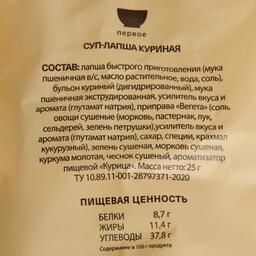 первое
СУП-ЛАПША КУРИНАЯ
СОСТАВ: лапша быстрого приготовления (мука
пшеничная в/с, масло растительное, вода, соль),
бульон куриный (дигидрированный), мука
пшеничная экструдированная, усилитель вкуса и
аромата (глутамат натрия), приправа «Вегета» (соль,
овощи сушеные (морковь, пастернак, лук,
сельдерей, зелень петрушки),усилитель вкуса и
аромата (глутамат натрия), сахар, специи, крахмал
кукурузный), зелень сушеная, морковь сушеная,
куркума молотая, чеснок сушеный, ароматизатор
пищевой «Курица». Масса нетто: 25 г
ТУ 10.89.11-001-28797371-2020
ПИЩЕВАЯ ЦЕННОСТЬ
БЕЛКИ 8,7 г
ЖИРЫ 11,4 г
УГЛЕВОДЫ 37,8 г
Содержание в 100 г продукта